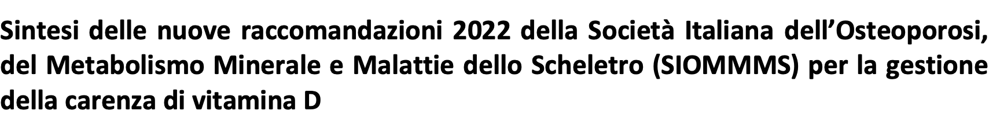 Sintesi delle nuove raccomandazioni 2022 della Società Italiana dell’Osteoporosi,
del Metabolismo Minerale e Malattie dello Scheletro (SIOMMMS) per la gestione
della carenza di vitamina D